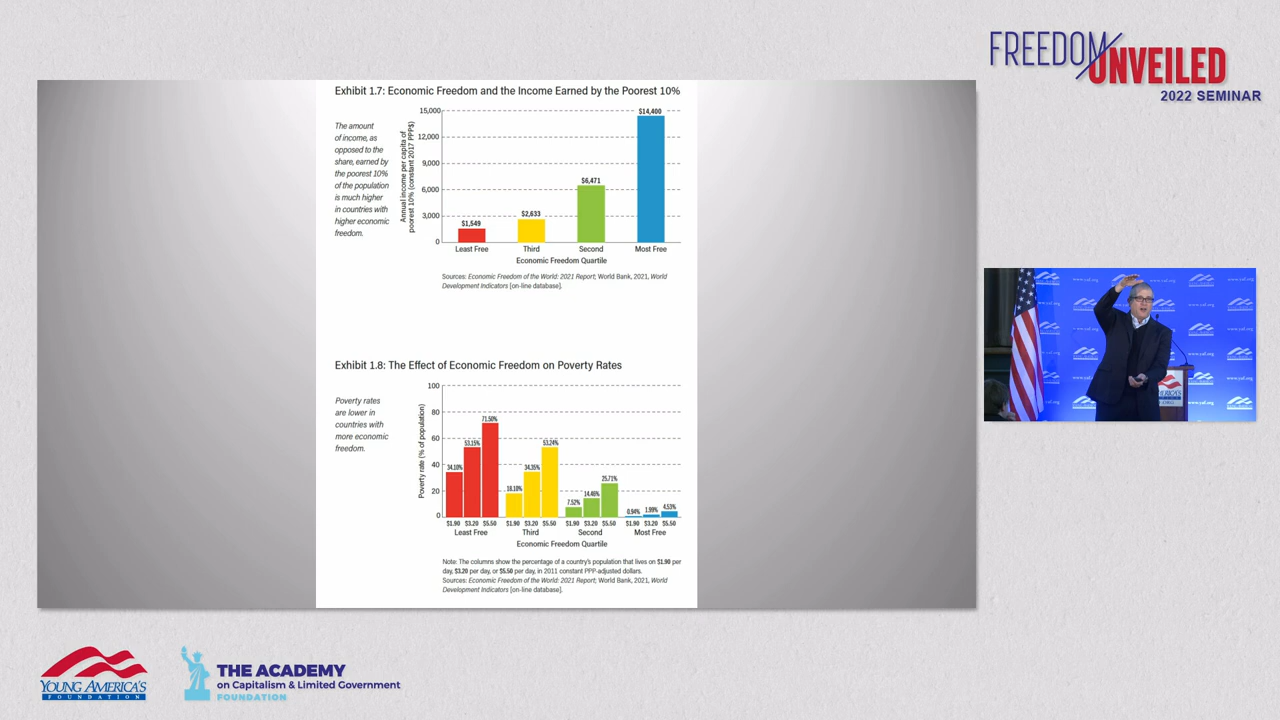 FREEDOM
UNVEILED
2022 SEMINAR
Exhibit 1.7: Economic Freedom and the Income Earned by the Poorest 10%
The amount
of income, as
opposed to the
share, earned by
the poorest 10%
of the population
is much higher
in countries with
higher economic
freedom.
Annual income per capita of
poorest 10% (constant 2017 PPP$)
15,000
12,000
9,000
6,000
3,000
0
$1,549
$2,633
$6,471
$14,400
Least Free
Third
Second
Most Free
Economic Freedom Quartile
Sources: Economic Freedom of the World: 2021 Report; World Bank, 2021, World
Development Indicators [on-line database].
Exhibit 1.8: The Effect of Economic Freedom on Poverty Rates
Poverty rates
are lower in
countries with
more economic
freedom.
Poverty rate (% of population)
100
80
60
40
20
0
34.10%
53.15%
71.50%
18.10%
34.35%
53.24%
7.52%
14.46%
25.71%
0.94%
1.99%
4.53%
$1.90 $3.20 $5.50 $1.90 $3.20 $5.50 $1.90 $3.20 $5.50 $1.90 $3.20 $5.50
Least Free
Third
Second
Most Free
Economic Freedom Quartile
Note: The columns show the percentage of a country's population that lives on $1.90 per
day, $3.20 per day, or $5.50 per day, in 2011 constant PPP-adjusted dollars.
Sources: Economic Freedom of the World: 2021 Report; World Bank, 2021, World
Development Indicators [on-line database].
www.yaf.org
YOUNG AMERICA'S
FOUNDATION
THE ACADEMY
on Capitalism & Limited Government
FOUNDATION